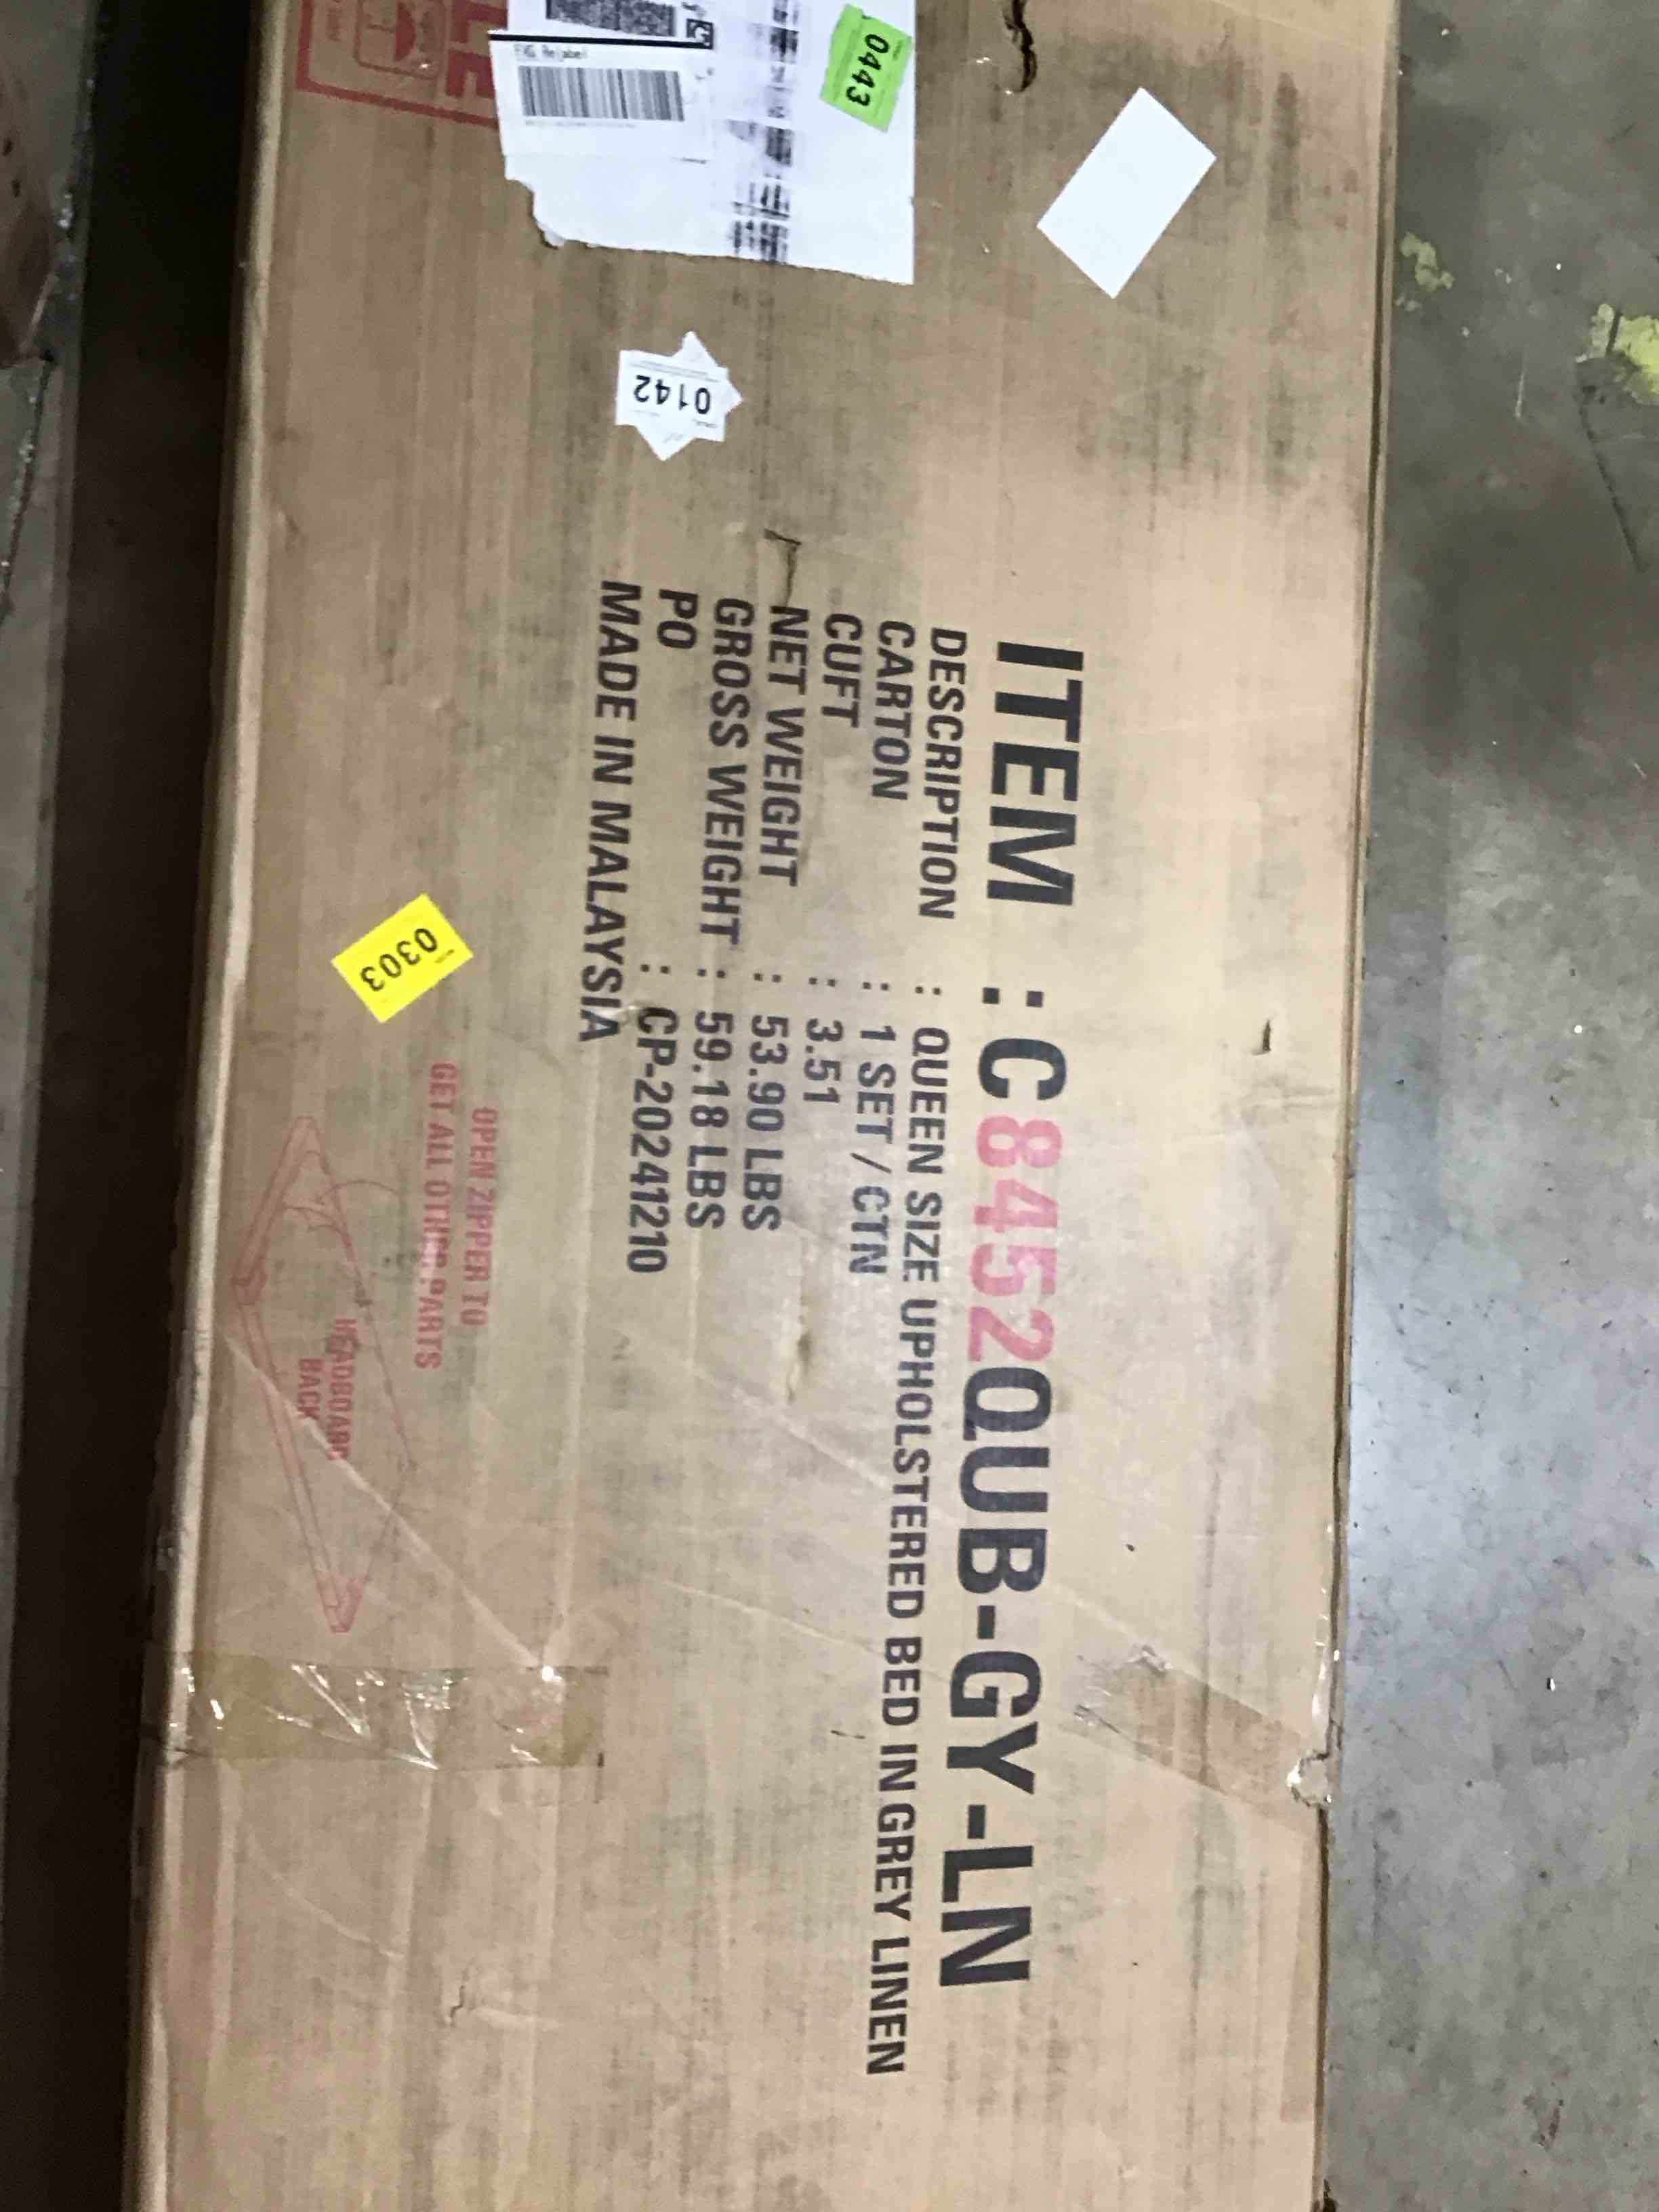 ITEM : C8452QUB-GY-LN
DESCRIPTION : QUEEN SIZE UPHOLSTERED BED IN GREY LINEN
CARTON : 1 SET / CTN
CUFT : 3.51
NET WEIGHT : 53.90 LBS
GROSS WEIGHT : 59.18 LBS
PO : CP-20241210
MADE IN MALAYSIA
OPEN ZIPPER TO
GET ALL OTHER PARTS
HEADBOARD
BACK
0443
0142
0303
FXG Relabel